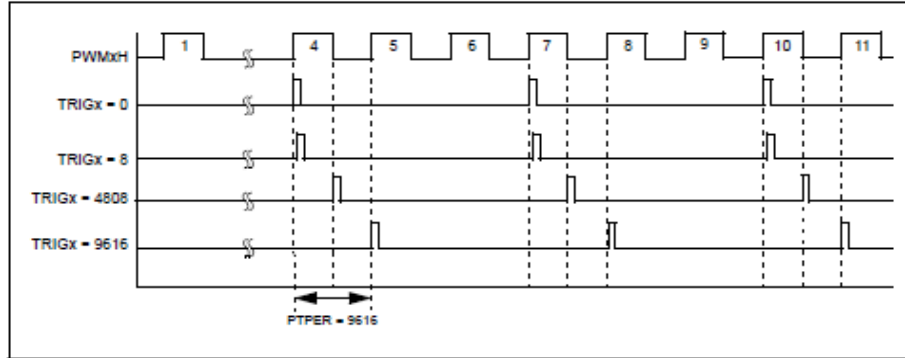 1 4 5 6 7 8 9 10 11
PWMxH
TRIGx = 0
TRIGx = 8
TRIGx = 4808
TRIGx = 9616
PTPER = 9616